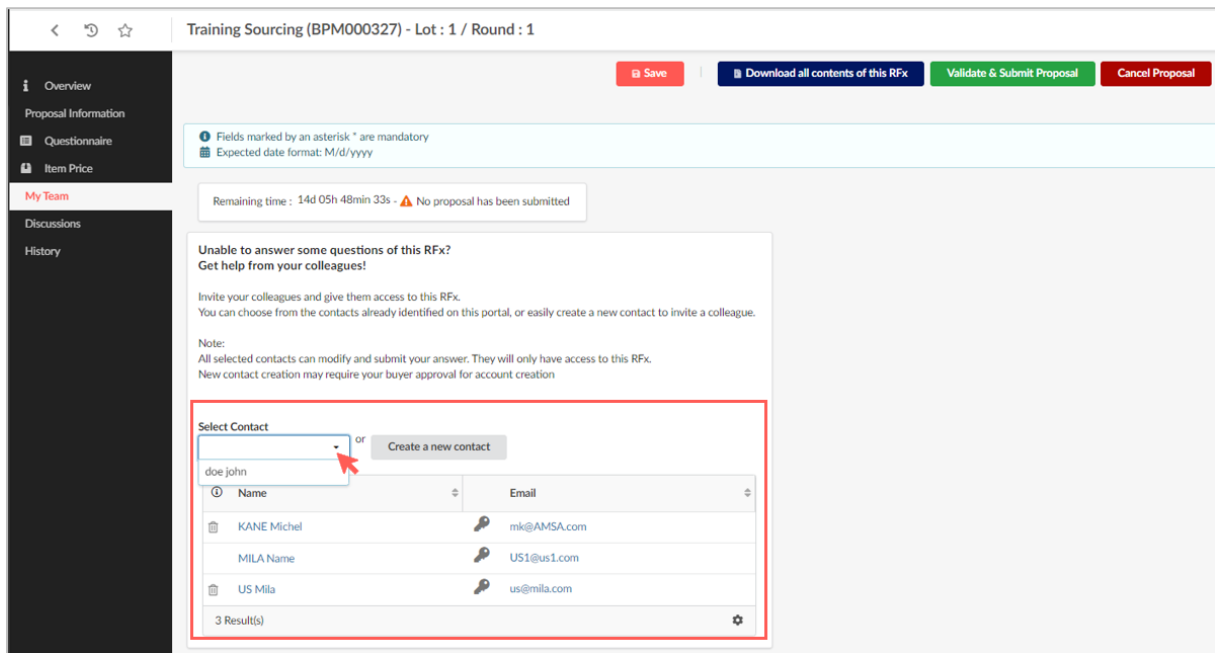 Training Sourcing (BPM000327) - Lot : 1 / Round : 1
Save
Download all contents of this RFx
Validate & Submit Proposal
Cancel Proposal
Overview
Proposal Information
Questionnaire
Item Price
My Team
Discussions
History
Fields marked by an asterisk * are mandatory
Expected date format: M/d/yyyy
Remaining time : 14d 05h 48min 33s - No proposal has been submitted
Unable to answer some questions of this RFx?
Get help from your colleagues!
Invite your colleagues and give them access to this RFx.
You can choose from the contacts already identified on this portal, or easily create a new contact to invite a colleague.
Note:
All selected contacts can modify and submit your answer. They will only have access to this RFx.
New contact creation may require your buyer approval for account creation
Select Contact
or
Create a new contact
doe john
Name Email
KANE Michel mk@AMSA.com
MILA Name US1@us1.com
US Mila us@mila.com
3 Result(s)